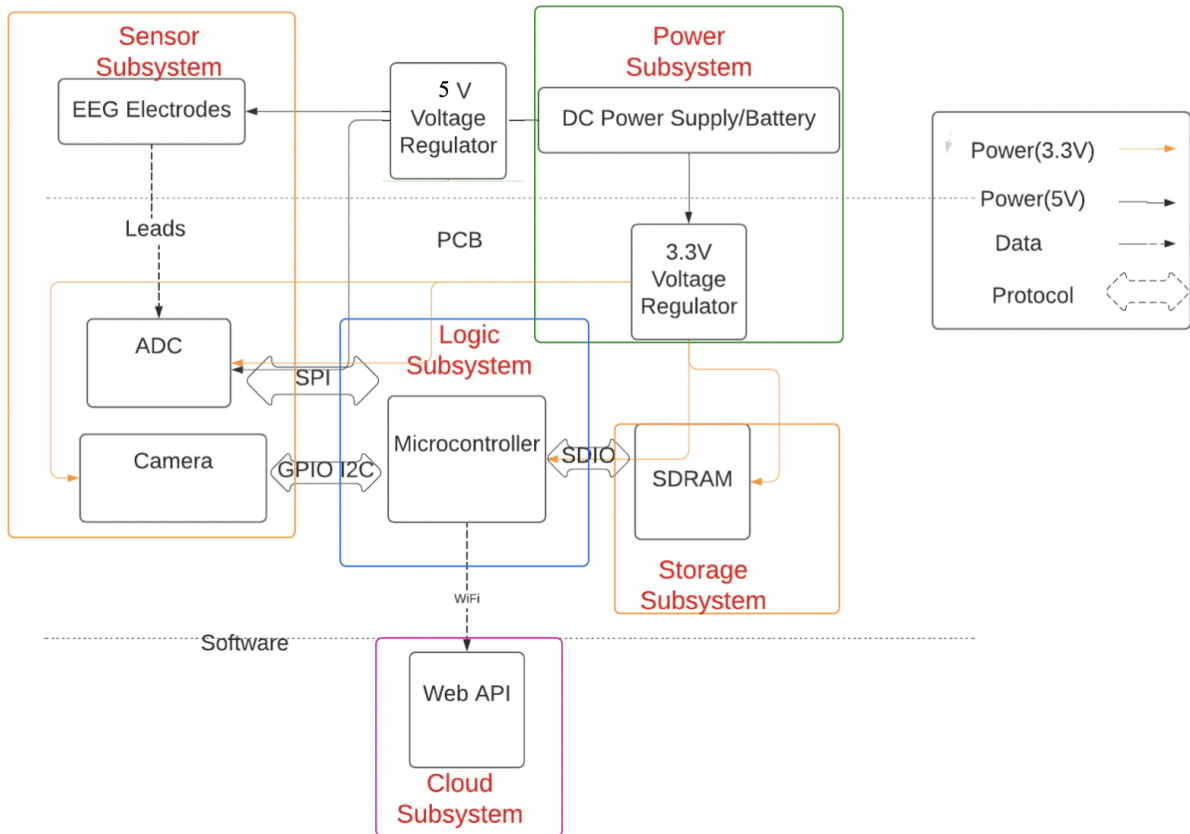 Sensor
Subsystem
EEG Electrodes
5 V
Voltage
Regulator
Power
Subsystem
DC Power Supply/Battery
Power(3.3V)
Power(5V)
Data
Protocol
Leads
PCB
3.3V
Voltage
Regulator
ADC
SPI
Logic
Subsystem
Camera
GPIO I2C
Microcontroller
SDIO
SDRAM
Storage
Subsystem
WiFi
Software
Web API
Cloud
Subsystem